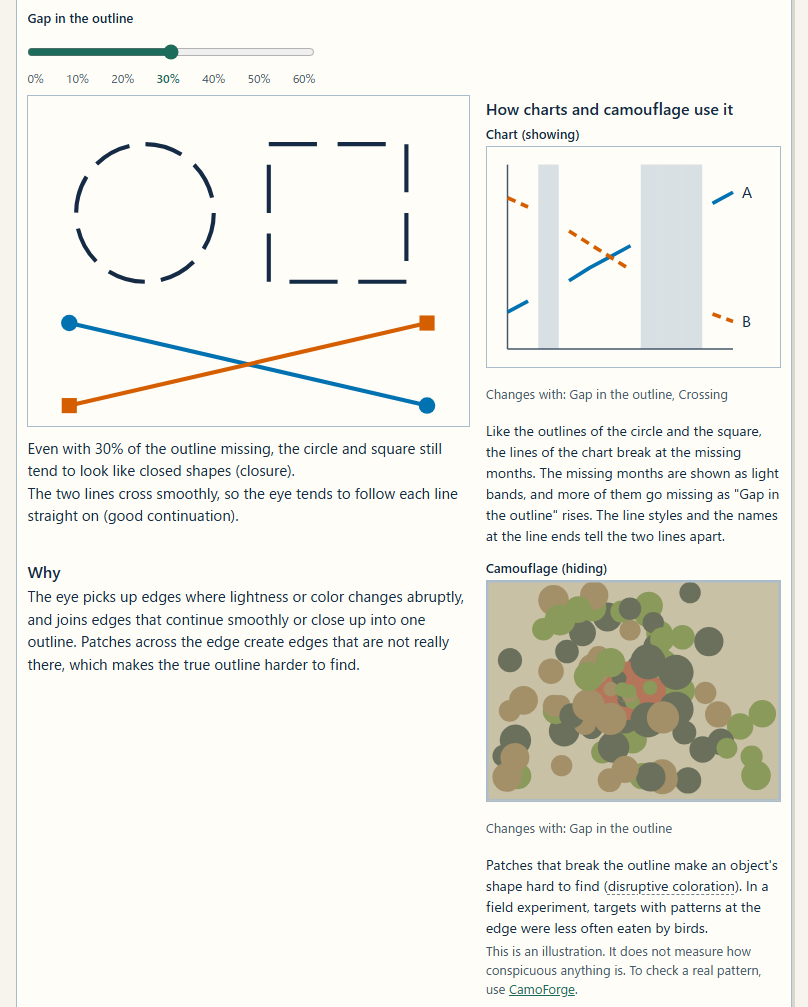 Gap in the outline
0% 10% 20% 30% 40% 50% 60%
Even with 30% of the outline missing, the circle and square still
tend to look like closed shapes (closure).
The two lines cross smoothly, so the eye tends to follow each line
straight on (good continuation).
Why
The eye picks up edges where lightness or color changes abruptly,
and joins edges that continue smoothly or close up into one
outline. Patches across the edge create edges that are not really
there, which makes the true outline harder to find.
How charts and camouflage use it
Chart (showing)
A
B
Changes with: Gap in the outline, Crossing
Like the outlines of the circle and the square,
the lines of the chart break at the missing
months. The missing months are shown as light
bands, and more of them go missing as "Gap in
the outline" rises. The line styles and the names
at the line ends tell the two lines apart.
Camouflage (hiding)
Changes with: Gap in the outline
Patches that break the outline make an object's
shape hard to find (disruptive coloration). In a
field experiment, targets with patterns at the
edge were less often eaten by birds.
This is an illustration. It does not measure how
conspicuous anything is. To check a real pattern,
use CamoForge.